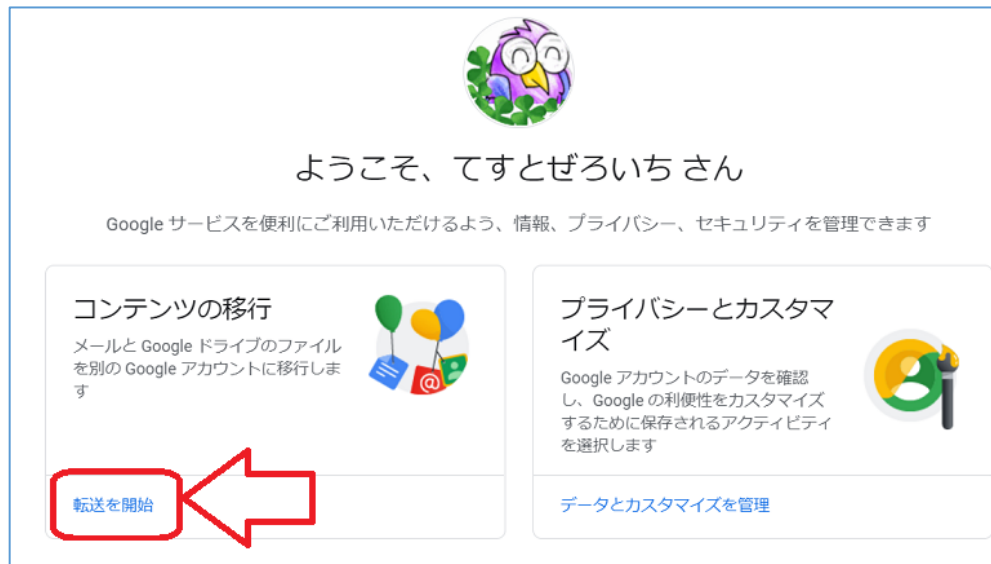 ようこそ、てすとぜろいち さん
Google サービスを便利にご利用いただけるよう、情報、プライバシー、セキュリティを管理できます
コンテンツの移行
メールと Google ドライブのファイル
を別の Google アカウントに移行しま
す
転送を開始
プライバシーとカスタマ
イズ
Google アカウントのデータを確認
し、Google の利便性をカスタマイズ
するために保存されるアクティビティ
を選択します
データとカスタマイズを管理